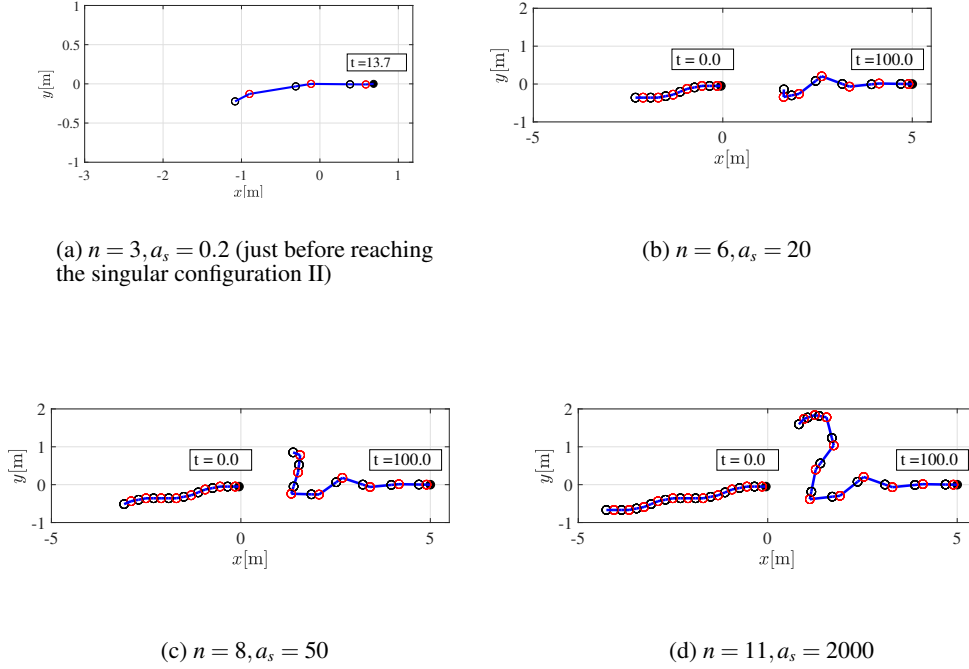 1
0.5
0
-0.5
-1
y[m]
t =13.7
-3
-2
-1
0
1
x[m]
(a) n = 3, a_s = 0.2 (just before reaching
the singular configuration II)
2
1
0
-1
y[m]
t = 0.0
t =100.0
-5
0
5
x[m]
(b) n = 6, a_s = 20
2
1
0
-1
y[m]
t = 0.0
t =100.0
-5
0
5
x[m]
(c) n = 8, a_s = 50
2
1
0
-1
y[m]
t = 0.0
t =100.0
-5
0
5
x[m]
(d) n = 11, a_s = 2000